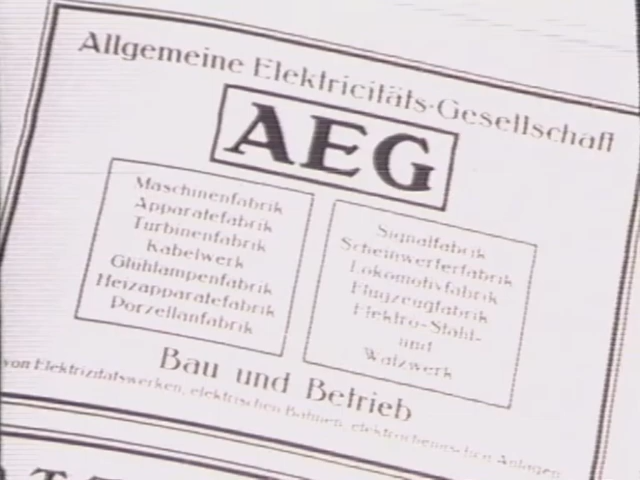 Allgemeine Elektricitäts-Gesellschaft
AEG
Maschinenfabrik
Apparatefabrik
Turbinenfabrik
Kabelwerk
Glühlampenfabrik
Heizapparatefabrik
Porzellanfabrik
Signalfabrik
Scheinwerferfabrik
Lokomotivfabrik
Flugzeugfabrik
Elektro-Stahl-
und
Walzwerk
Bau und Betrieb
von Elektrizitätswerken, elektrischen Bahnen, Anlagen